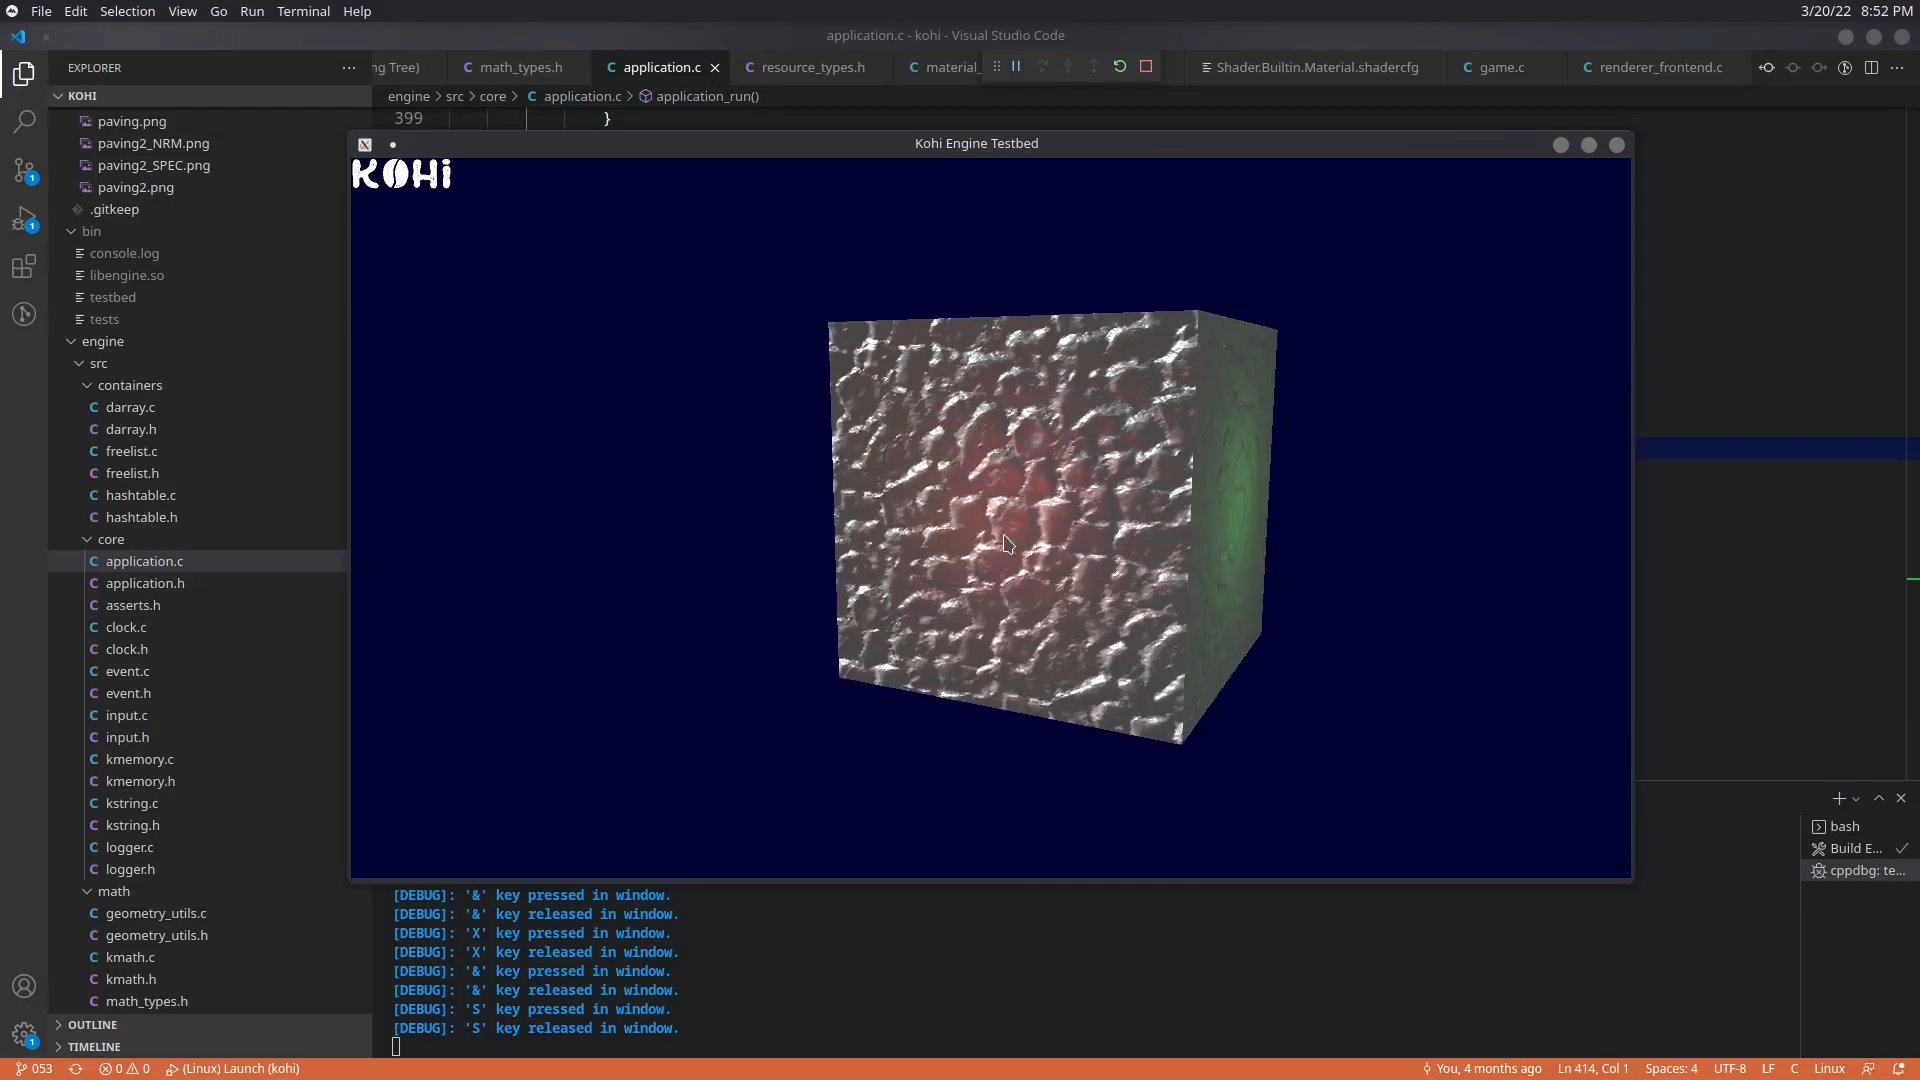 File Edit Selection View Go Run Terminal Help
3/20/22 8:52 PM
application.c - kohi - Visual Studio Code
EXPLORER
ng Tree)
math_types.h
application.c
resource_types.h
material_
Shader.Builtin.Material.shadercfg
game.c
renderer_frontend.c
KOHI
engine > src > core > application.c > application_run()
paving.png
paving2_NRM.png
paving2_SPEC.png
paving2.png
.gitkeep
bin
console.log
libengine.so
testbed
tests
engine
src
containers
darray.c
darray.h
freelist.c
freelist.h
hashtable.c
hashtable.h
core
application.c
application.h
asserts.h
clock.c
clock.h
event.c
event.h
input.c
input.h
kmemory.c
kmemory.h
kstring.c
kstring.h
logger.c
logger.h
math
geometry_utils.c
geometry_utils.h
kmath.c
kmath.h
math_types.h
OUTLINE
TIMELINE
399 }
Kohi Engine Testbed
KOHi
bash
Build E...
cppdbg: te...
[DEBUG]: '&' key pressed in window.
[DEBUG]: '&' key released in window.
[DEBUG]: 'X' key pressed in window.
[DEBUG]: 'X' key released in window.
[DEBUG]: '&' key pressed in window.
[DEBUG]: '&' key released in window.
[DEBUG]: 'S' key pressed in window.
[DEBUG]: 'S' key released in window.
053 0 0 (Linux) Launch (kohi)
You, 4 months ago Ln 414, Col 1 Spaces: 4 UTF-8 LF C Linux